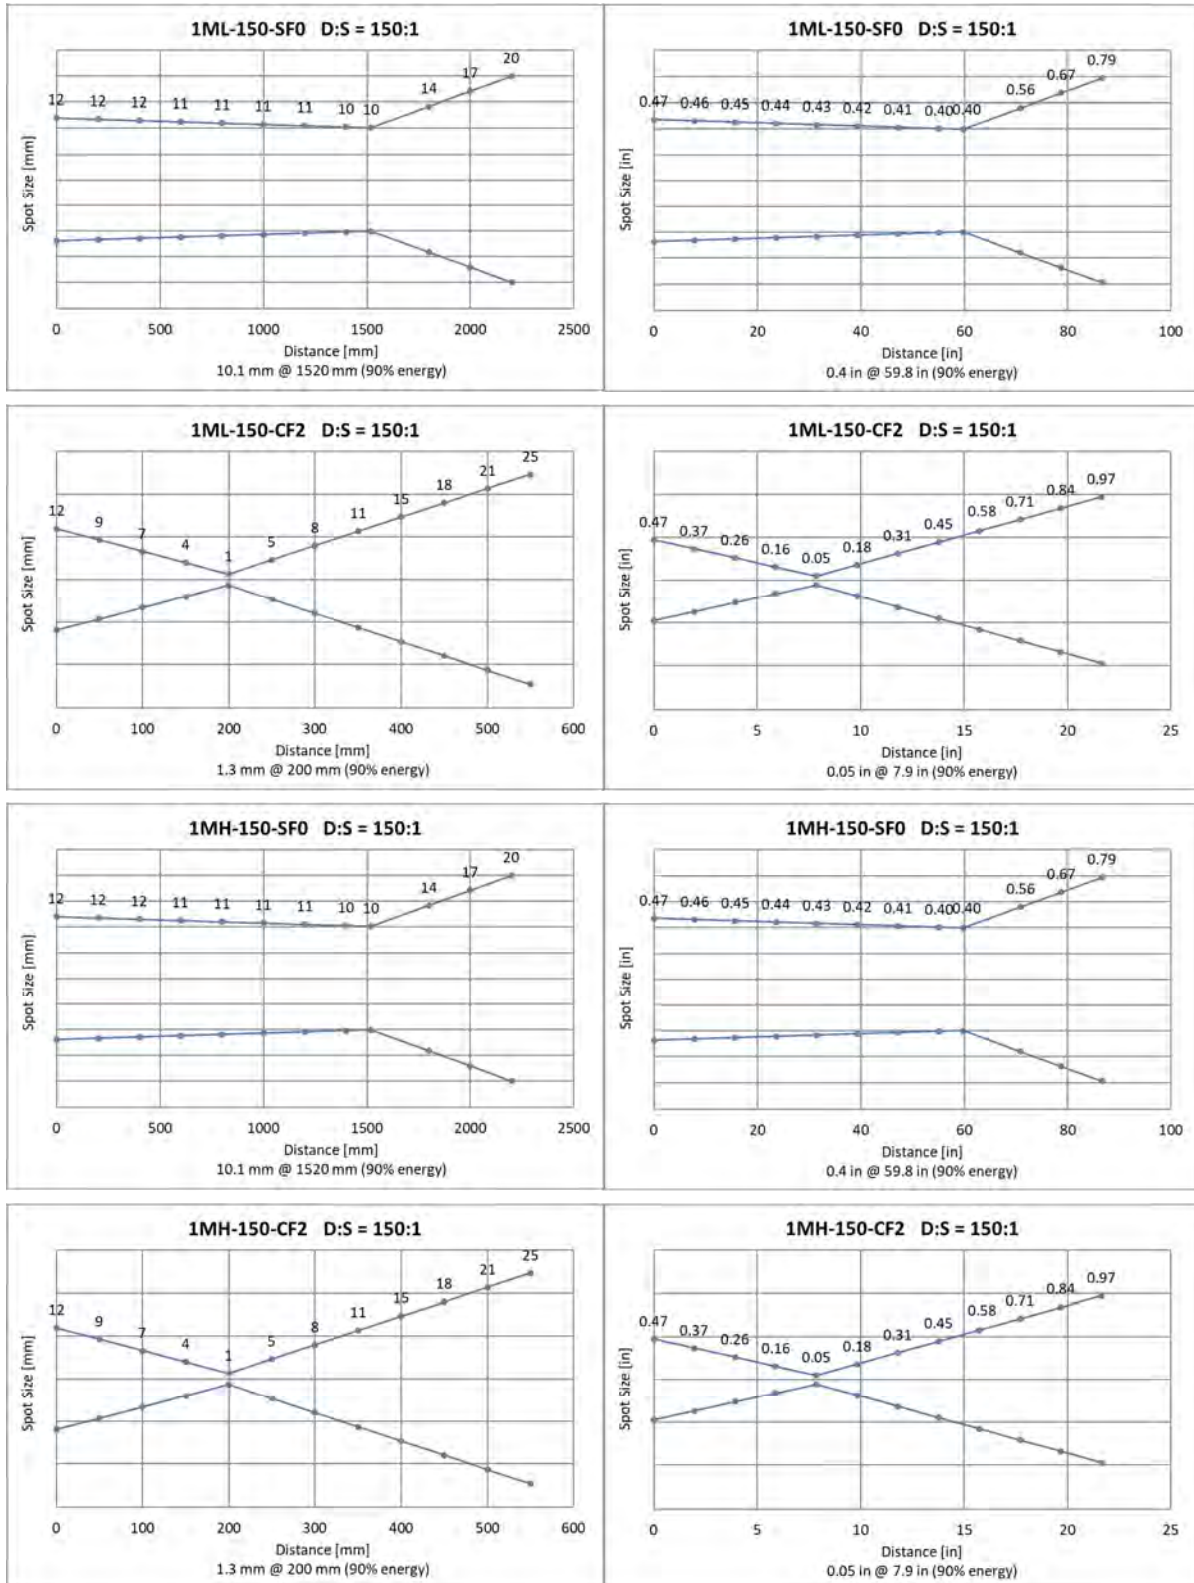 1ML-150-SF0 D:S = 150:1
20
17
14
12 12 12 11 11 11 11 10 10
Spot Size [mm]
0 500 1000 1500 2000 2500
Distance [mm]
10.1 mm @ 1520 mm (90% energy)
1ML-150-SF0 D:S = 150:1
0.79
0.67
0.56
0.47 0.46 0.45 0.44 0.43 0.42 0.41 0.40 0.40
Spot Size [in]
0 20 40 60 80 100
Distance [in]
0.4 in @ 59.8 in (90% energy)
1ML-150-CF2 D:S = 150:1
12 9 7 4 1 5 8 11 15 18 21 25
Spot Size [mm]
0 100 200 300 400 500 600
Distance [mm]
1.3 mm @ 200 mm (90% energy)
1ML-150-CF2 D:S = 150:1
0.47 0.37 0.26 0.16 0.05 0.18 0.31 0.45 0.58 0.71 0.84 0.97
Spot Size [in]
0 5 10 15 20 25
Distance [in]
0.05 in @ 7.9 in (90% energy)
1MH-150-SF0 D:S = 150:1
20
17
14
12 12 12 11 11 11 11 10 10
Spot Size [mm]
0 500 1000 1500 2000 2500
Distance [mm]
10.1 mm @ 1520 mm (90% energy)
1MH-150-SF0 D:S = 150:1
0.79
0.67
0.56
0.47 0.46 0.45 0.44 0.43 0.42 0.41 0.40 0.40
Spot Size [in]
0 20 40 60 80 100
Distance [in]
0.4 in @ 59.8 in (90% energy)
1MH-150-CF2 D:S = 150:1
12 9 7 4 1 5 8 11 15 18 21 25
Spot Size [mm]
0 100 200 300 400 500 600
Distance [mm]
1.3 mm @ 200 mm (90% energy)
1MH-150-CF2 D:S = 150:1
0.47 0.37 0.26 0.16 0.05 0.18 0.31 0.45 0.58 0.71 0.84 0.97
Spot Size [in]
0 5 10 15 20 25
Distance [in]
0.05 in @ 7.9 in (90% energy)